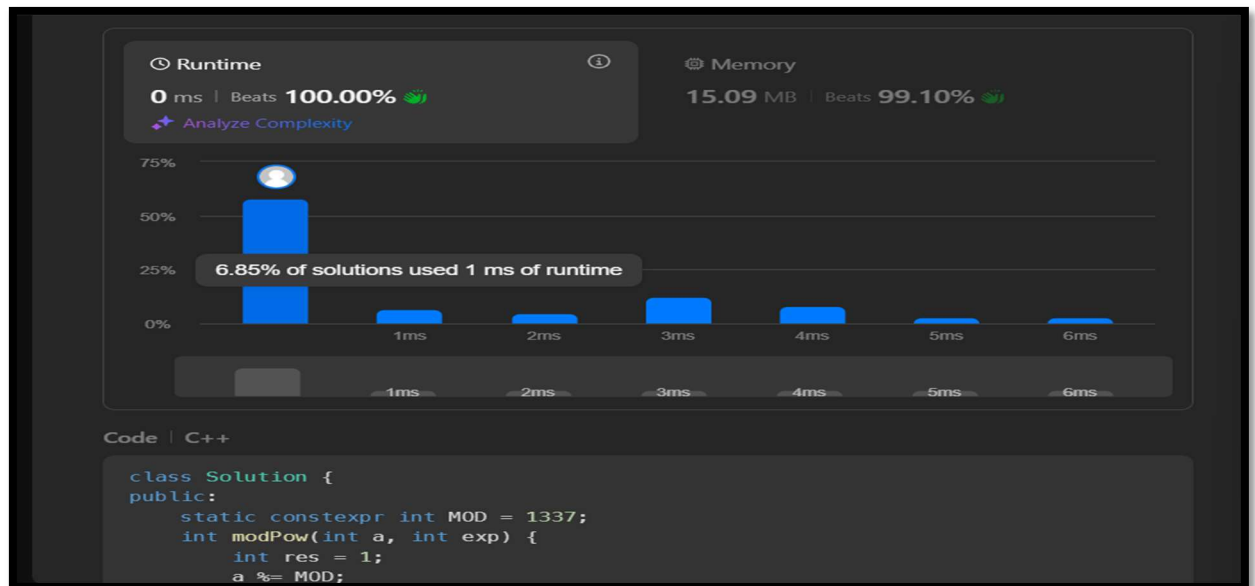 Runtime
0 ms | Beats 100.00%
Analyze Complexity
Memory
15.09 MB | Beats 99.10%
75%
50%
25%
0%
6.85% of solutions used 1 ms of runtime
1ms 2ms 3ms 4ms 5ms 6ms
1ms 2ms 3ms 4ms 5ms 6ms
Code | C++
class Solution {
public:
    static constexpr int MOD = 1337;
    int modPow(int a, int exp) {
        int res = 1;
        a %= MOD;